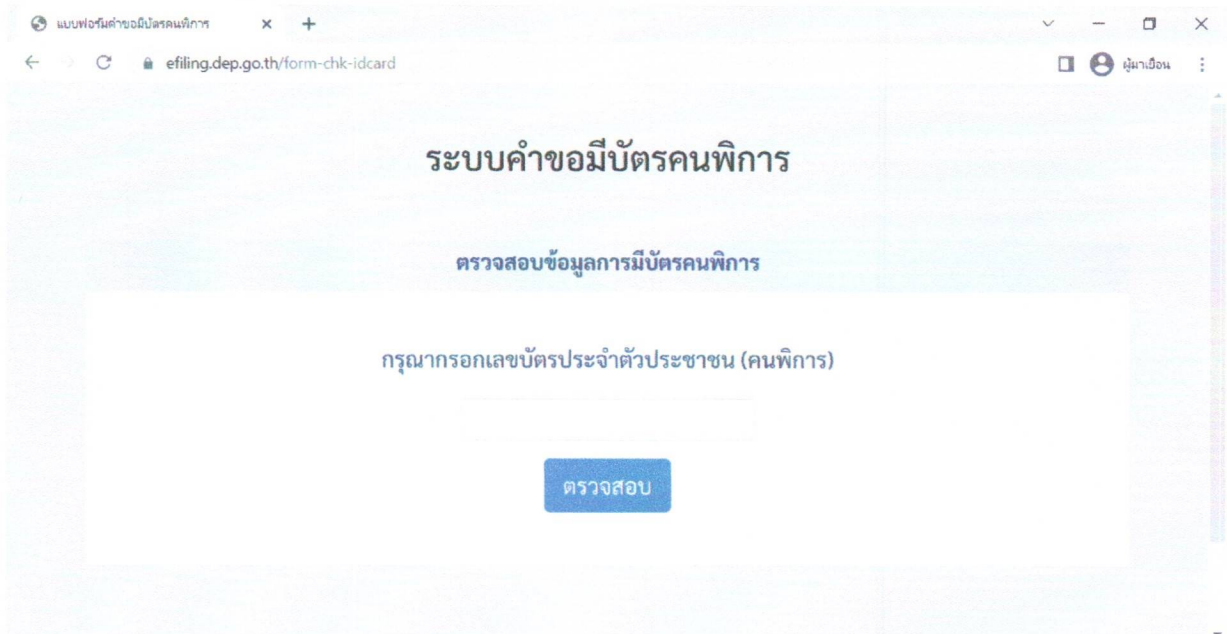 แบบฟอร์มคำขอมีบัตรคนพิการ
efiling.dep.go.th/form-chk-idcard
ผู้มาเยือน
ระบบคำขอมีบัตรคนพิการ
ตรวจสอบข้อมูลการมีบัตรคนพิการ
กรุณากรอกเลขบัตรประจำตัวประชาชน (คนพิการ)
ตรวจสอบ